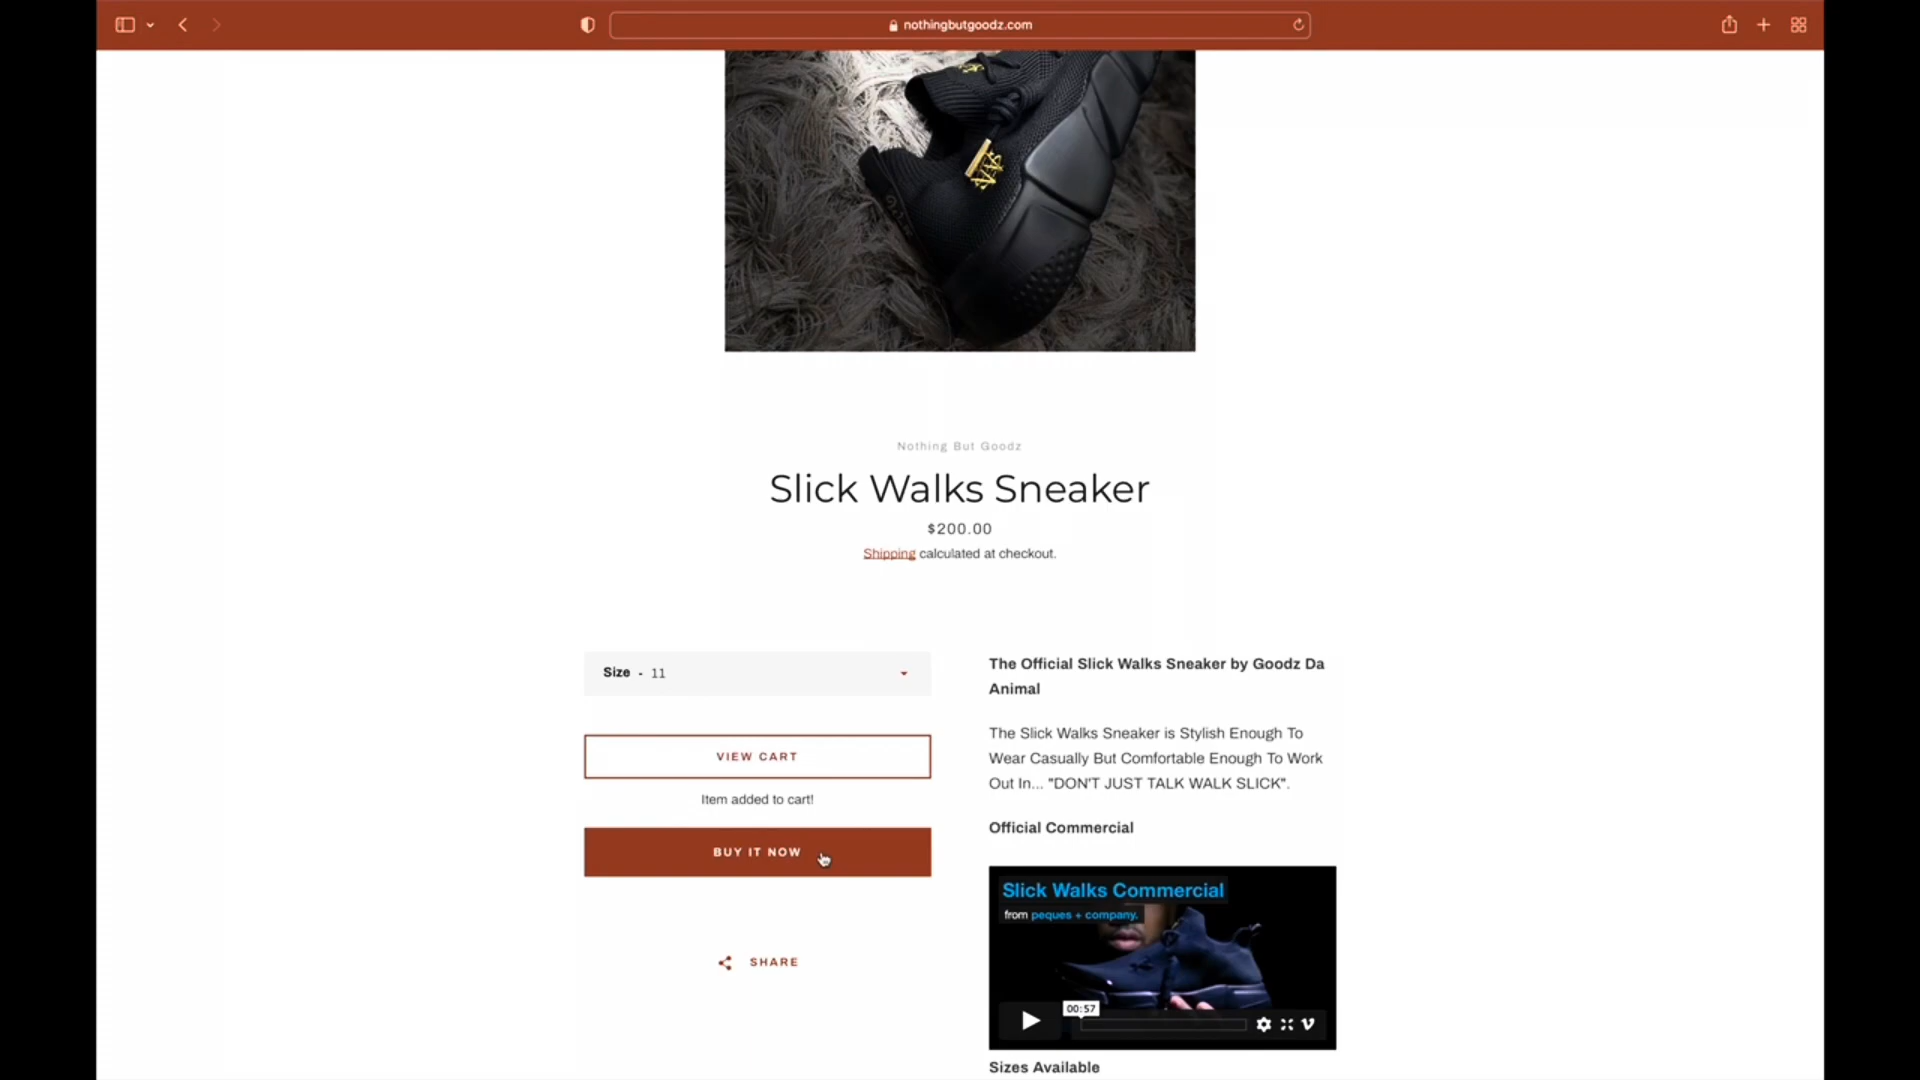 nothingbutgoodz.com
Nothing But Goodz
Slick Walks Sneaker
$200.00
Shipping calculated at checkout.
Size - 11
VIEW CART
Item added to cart!
BUY IT NOW
SHARE
The Official Slick Walks Sneaker by Goodz Da
Animal
The Slick Walks Sneaker is Stylish Enough To
Wear Casually But Comfortable Enough To Work
Out In... "DON'T JUST TALK WALK SLICK".
Official Commercial
Slick Walks Commercial
from peques + company.
00:57
Sizes Available